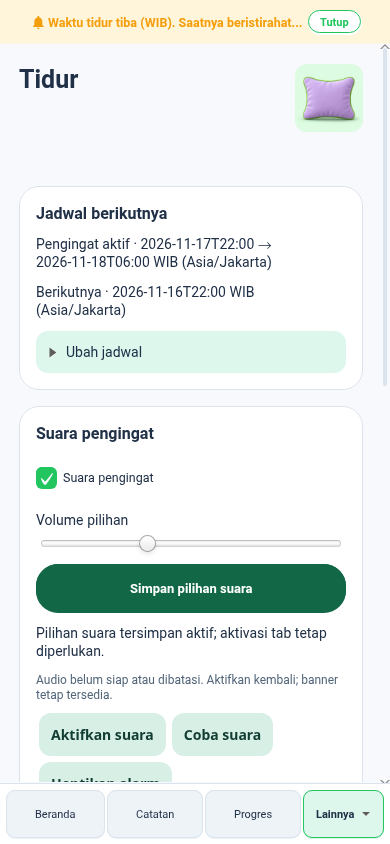 Waktu tidur tiba (WIB). Saatnya beristirahat...
Tutup
Tidur
Jadwal berikutnya
Pengingat aktif · 2026-11-17T22:00 →
2026-11-18T06:00 WIB (Asia/Jakarta)
Berikutnya · 2026-11-16T22:00 WIB
(Asia/Jakarta)
Ubah jadwal
Suara pengingat
Suara pengingat
Volume pilihan
Simpan pilihan suara
Pilihan suara tersimpan aktif; aktivasi tab tetap
diperlukan.
Audio belum siap atau dibatasi. Aktifkan kembali; banner
tetap tersedia.
Aktifkan suara
Coba suara
Hentikan alarm
Beranda
Catatan
Progres
Lainnya